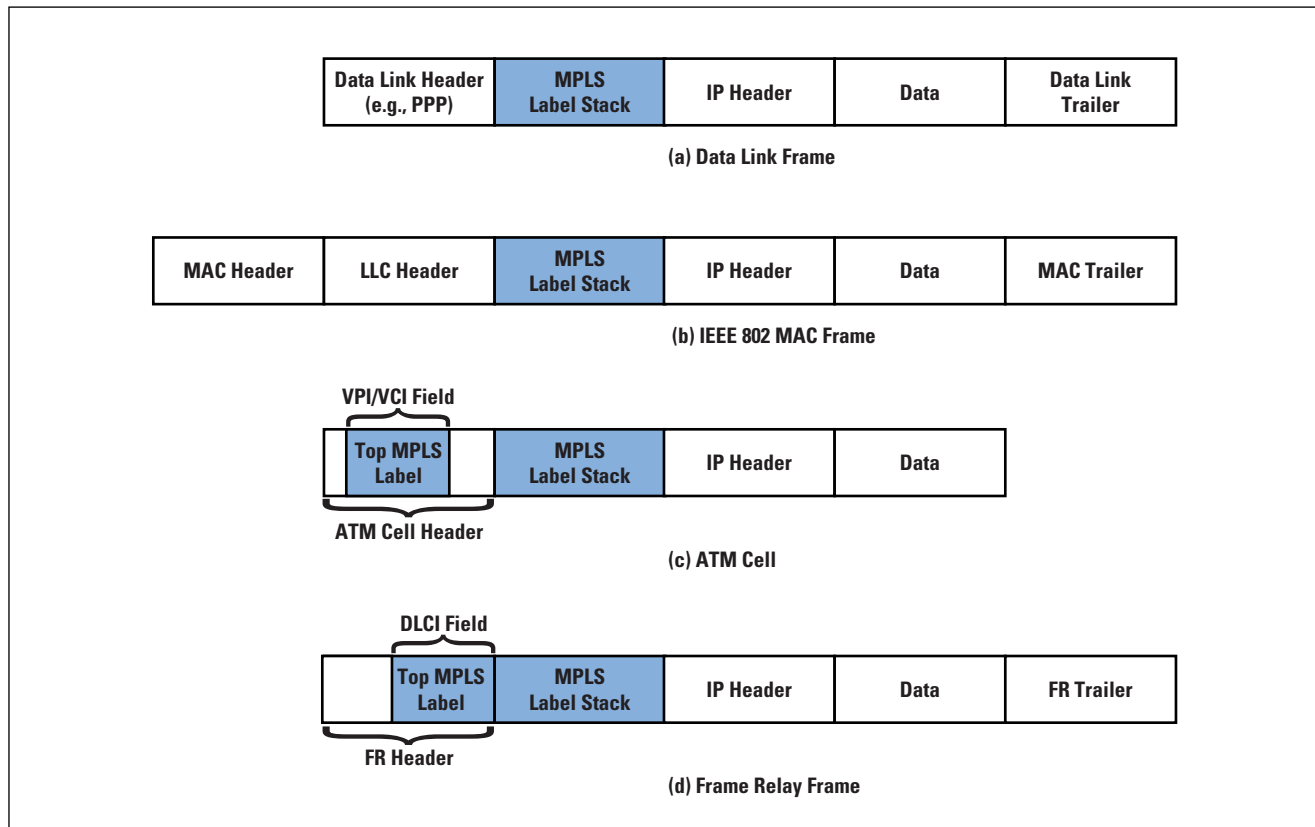 Data Link Header
(e.g., PPP)
MPLS
Label Stack
IP Header
Data
Data Link
Trailer
(a) Data Link Frame
MAC Header
LLC Header
MPLS
Label Stack
IP Header
Data
MAC Trailer
(b) IEEE 802 MAC Frame
VPI/VCI Field
Top MPLS
Label
MPLS
Label Stack
IP Header
Data
ATM Cell Header
(c) ATM Cell
DLCI Field
Top MPLS
Label
MPLS
Label Stack
IP Header
Data
FR Trailer
FR Header
(d) Frame Relay Frame